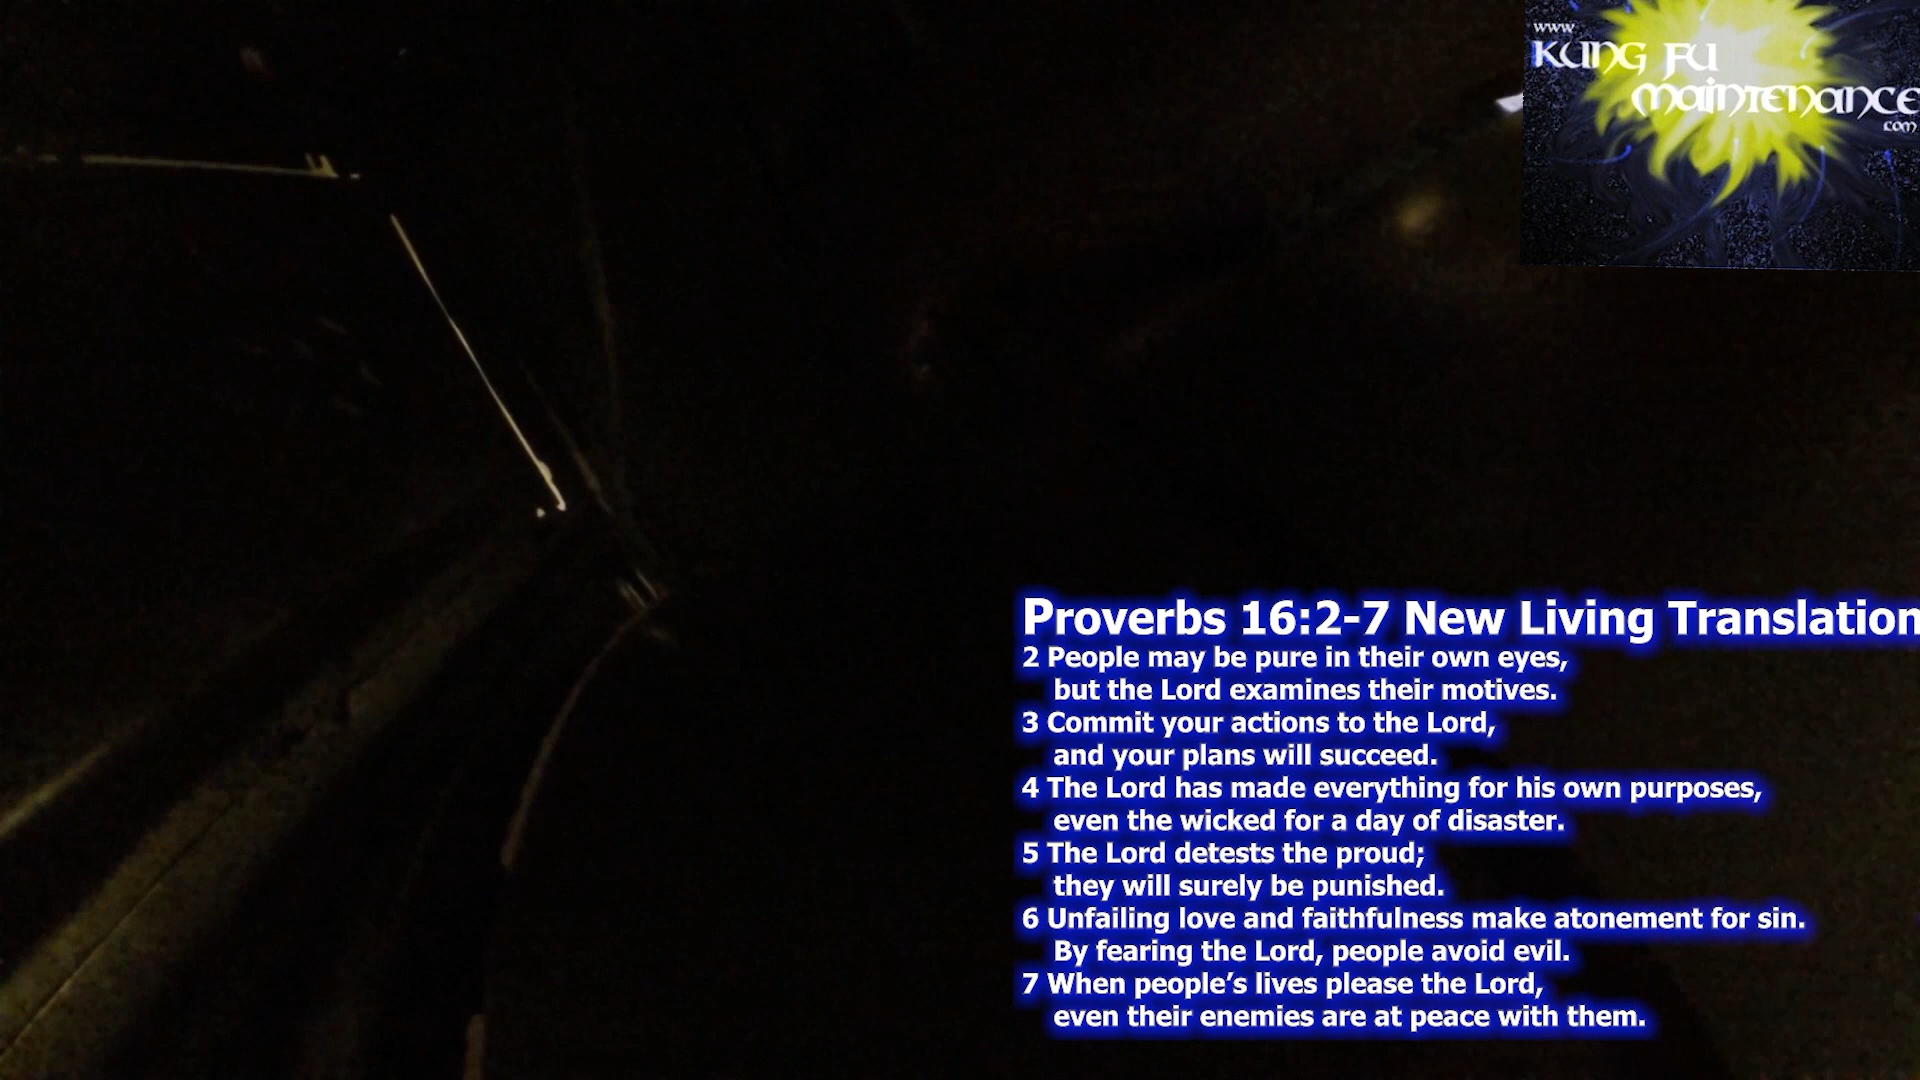 www
Kung Fu
Maintenance
.com
Proverbs 16:2-7 New Living Translation
2 People may be pure in their own eyes,
but the Lord examines their motives.
3 Commit your actions to the Lord,
and your plans will succeed.
4 The Lord has made everything for his own purposes,
even the wicked for a day of disaster.
5 The Lord detests the proud;
they will surely be punished.
6 Unfailing love and faithfulness make atonement for sin.
By fearing the Lord, people avoid evil.
7 When people’s lives please the Lord,
even their enemies are at peace with them.